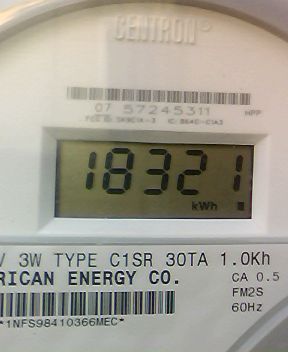 CENTRON®
07 57245311 HPP
18321
kWh
V 3W TYPE C1SR 30TA 1.0Kh
RICAN ENERGY CO.
CA 0.5
FM2S
60Hz
*1NFS98410366MEC*